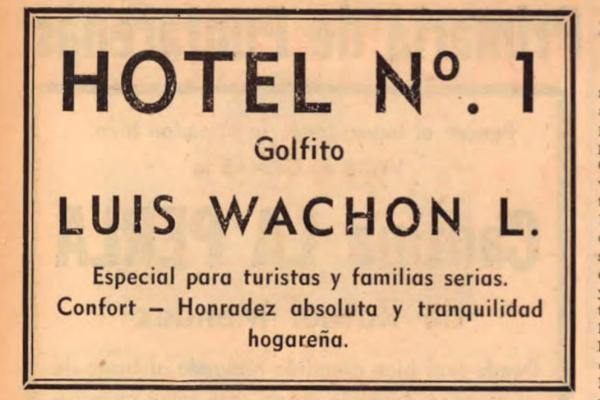 HOTEL Nº. 1
Golfito
LUIS WACHON L.
Especial para turistas y familias serias.
Confort — Honradez absoluta y tranquilidad
hogareña.